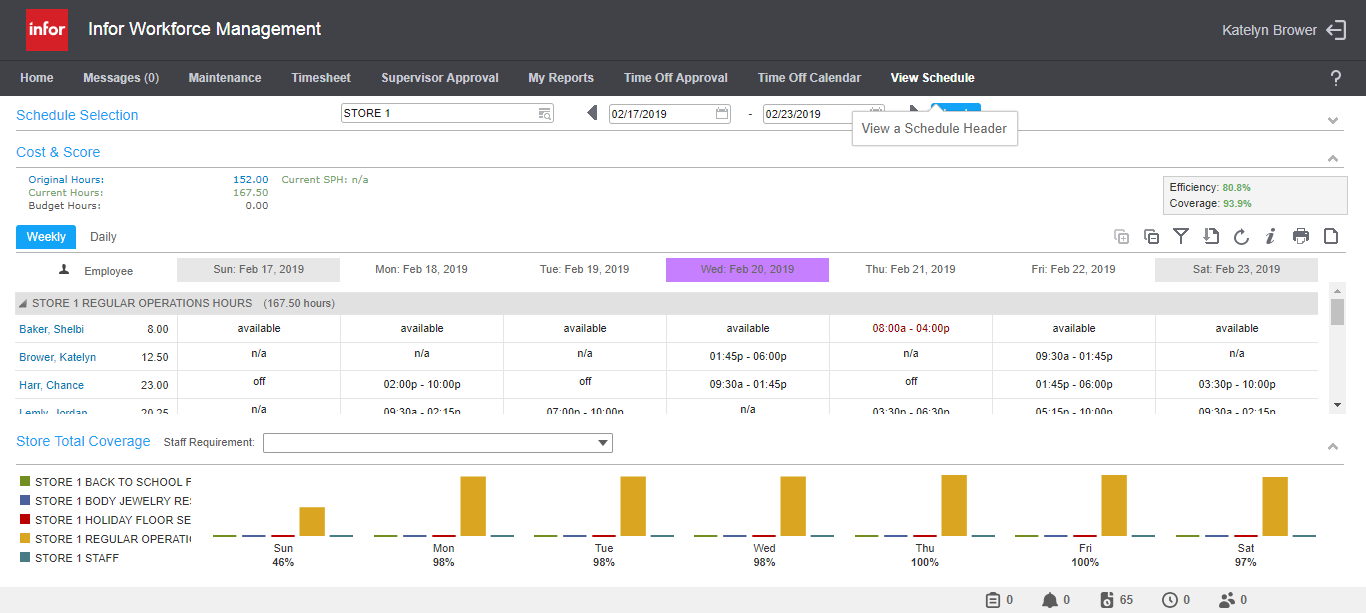 infor Infor Workforce Management Katelyn Brower
Home Messages (0) Maintenance Timesheet Supervisor Approval My Reports Time Off Approval Time Off Calendar View Schedule ?
Schedule Selection STORE 1 02/17/2019 - 02/23/2019
View a Schedule Header
Cost & Score
Original Hours: 152.00 Current SPH: n/a
Current Hours: 167.50
Budget Hours: 0.00
Efficiency: 80.8%
Coverage: 93.9%
Weekly Daily
Employee Sun: Feb 17, 2019 Mon: Feb 18, 2019 Tue: Feb 19, 2019 Wed: Feb 20, 2019 Thu: Feb 21, 2019 Fri: Feb 22, 2019 Sat: Feb 23, 2019
STORE 1 REGULAR OPERATIONS HOURS (167.50 hours)
Baker, Shelbi 8.00 available available available available 08:00a - 04:00p available available
Brower, Katelyn 12.50 n/a n/a n/a 01:45p - 06:00p n/a 09:30a - 01:45p n/a
Harr, Chance 23.00 off 02:00p - 10:00p off 09:30a - 01:45p off 01:45p - 06:00p 03:30p - 10:00p
Lemly, Jordan 20.25 n/a 09:30a - 02:15p 07:00p - 10:00p n/a 03:30p - 06:30p 05:15p - 10:00p 09:30a - 02:15p
Store Total Coverage Staff Requirement:
STORE 1 BACK TO SCHOOL F
STORE 1 BODY JEWELRY RE
STORE 1 HOLIDAY FLOOR SE
STORE 1 REGULAR OPERATI
STORE 1 STAFF
Sun Mon Tue Wed Thu Fri Sat
46% 98% 98% 98% 100% 100% 97%
0 0 65 0 0